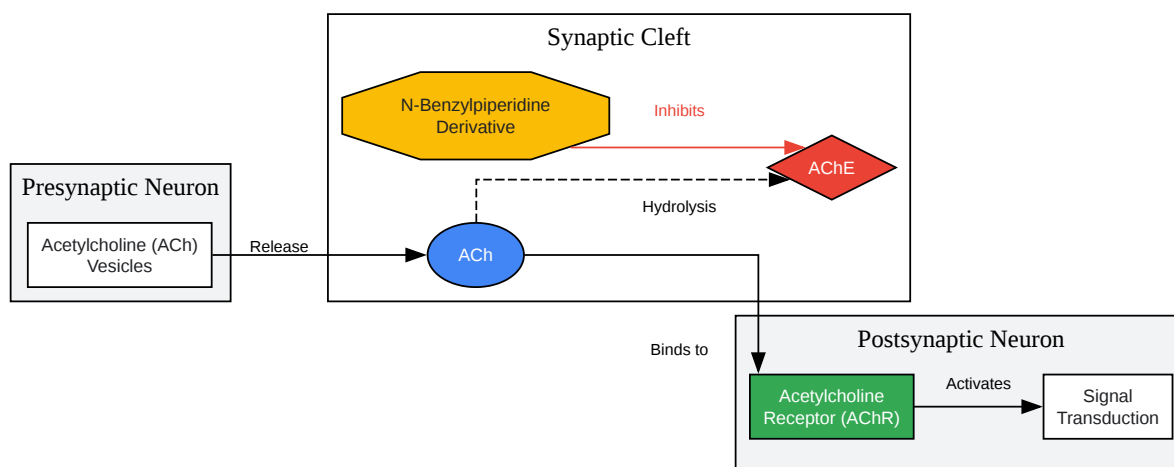 Synaptic Cleft
N-Benzylpiperidine
Derivative
Inhibits
AChE
Presynaptic Neuron
Hydrolysis
Acetylcholine (ACh)
Vesicles
Release
ACh
Postsynaptic Neuron
Binds to
Acetylcholine
Receptor (AChR)
Activates
Signal
Transduction